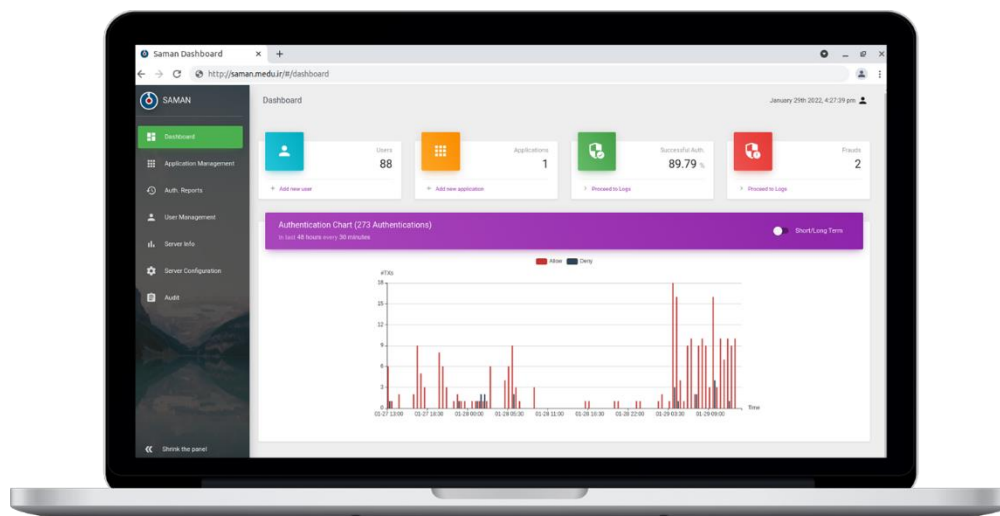 Saman Dashboard
http://saman.medu.ir/#/dashboard
SAMAN
Dashboard
January 29th 2022, 4:27:39 pm
Dashboard
Application Management
Auth. Reports
User Management
Server Info
Server Configuration
Audit
Shrink the panel
Users
88
+ Add new user
Applications
1
+ Add new application
Successful Auth.
89.79 %
> Proceed to Logs
Frauds
2
> Proceed to Logs
Authentication Chart (273 Authentications)
in last 48 hours every 30 minutes
Short/Long Term
Allow Deny
#TXs
18
15
12
9
6
3
0
01-27 13:00 01-27 18:30 01-28 00:00 01-28 05:30 01-28 11:00 01-28 16:30 01-28 22:00 01-29 03:30 01-29 09:00
Time